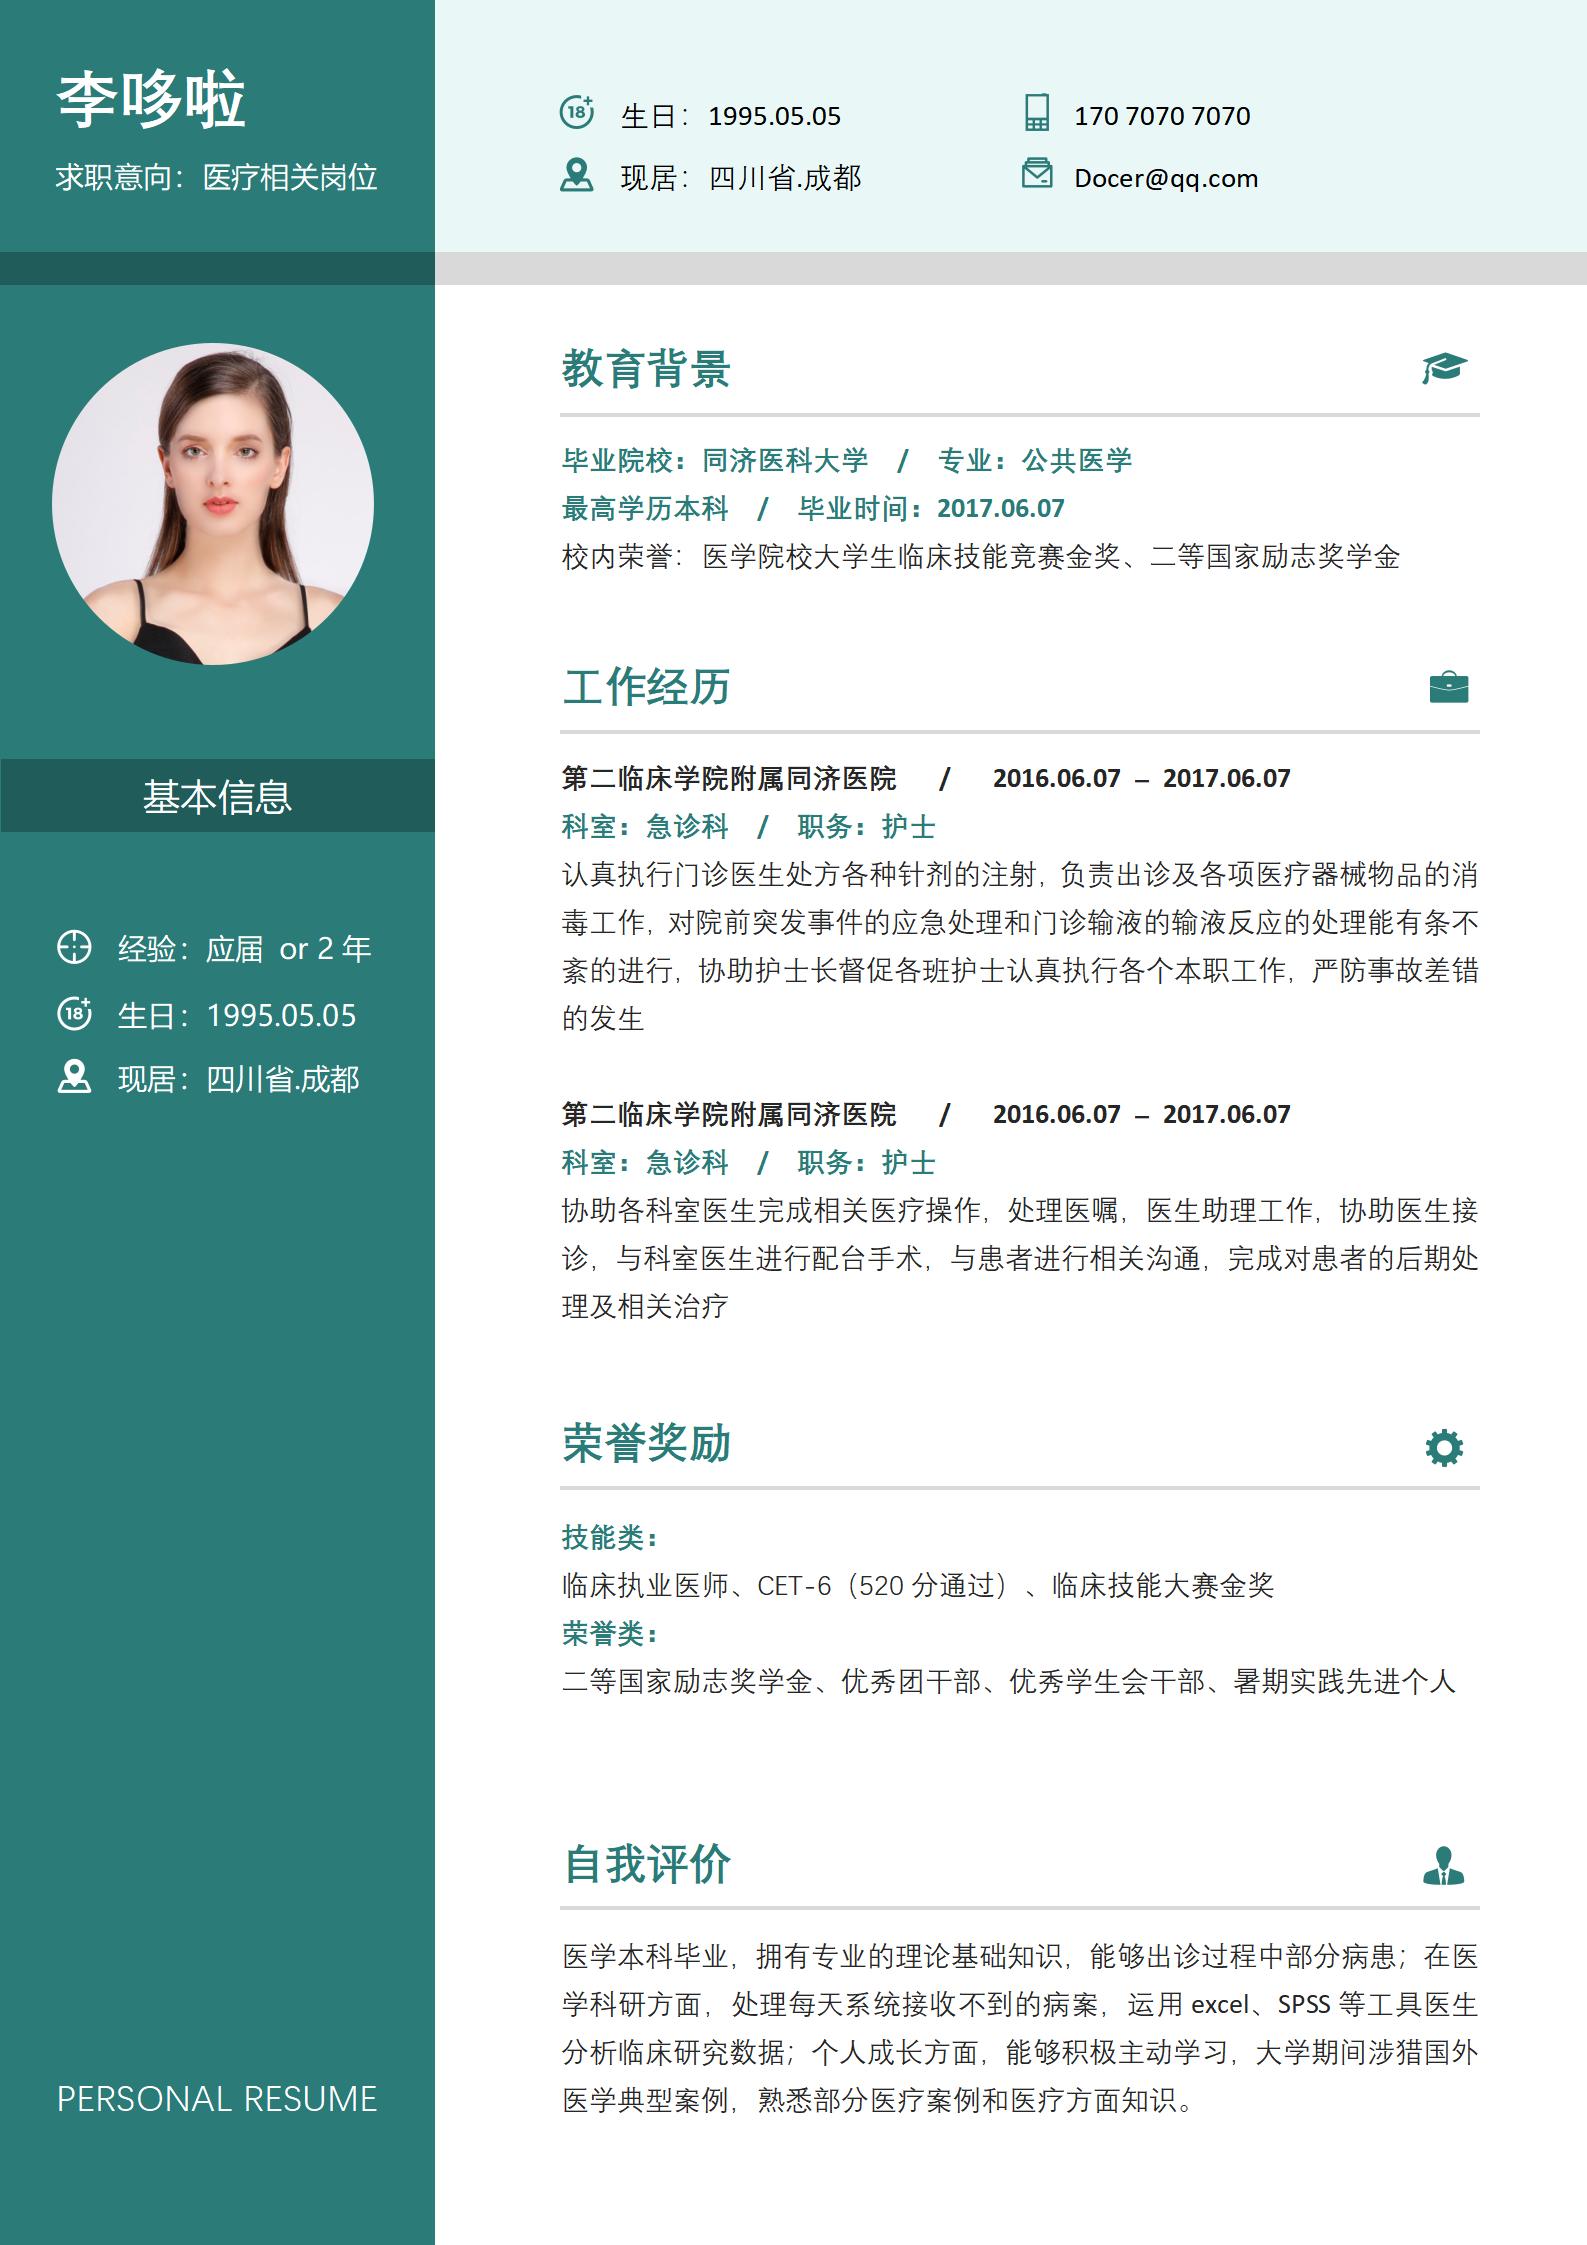 李哆啦
求职意向：医疗相关岗位
生日：1995.05.05
170 7070 7070
现居：四川省.成都
Docer@qq.com
基本信息
经验：应届 or 2 年
生日：1995.05.05
现居：四川省.成都
PERSONAL RESUME
教育背景
毕业院校：同济医科大学 / 专业：公共医学
最高学历本科 / 毕业时间：2017.06.07
校内荣誉：医学院校大学生临床技能竞赛金奖、二等国家励志奖学金
工作经历
第二临床学院附属同济医院 / 2016.06.07 – 2017.06.07
科室：急诊科 / 职务：护士
认真执行门诊医生处方各种针剂的注射，负责出诊及各项医疗器械物品的消
毒工作，对院前突发事件的应急处理和门诊输液的输液反应的处理能有条不
紊的进行，协助护士长督促各班护士认真执行各个本职工作，严防事故差错
的发生
第二临床学院附属同济医院 / 2016.06.07 – 2017.06.07
科室：急诊科 / 职务：护士
协助各科室医生完成相关医疗操作，处理医嘱，医生助理工作，协助医生接
诊，与科室医生进行配台手术，与患者进行相关沟通，完成对患者的后期处
理及相关治疗
荣誉奖励
技能类：
临床执业医师、CET-6（520 分通过）、临床技能大赛金奖
荣誉类：
二等国家励志奖学金、优秀团干部、优秀学生会干部、暑期实践先进个人
自我评价
医学本科毕业，拥有专业的理论基础知识，能够出诊过程中部分病患；在医
学科研方面，处理每天系统接收不到的病案，运用 excel、SPSS 等工具医生
分析临床研究数据；个人成长方面，能够积极主动学习，大学期间涉猎国外
医学典型案例，熟悉部分医疗案例和医疗方面知识。